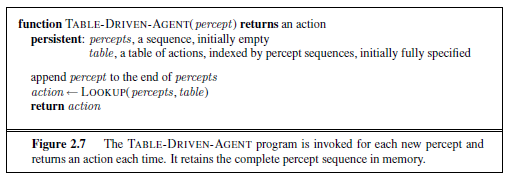 function TABLE-DRIVEN-AGENT(percept) returns an action
persistent: percepts, a sequence, initially empty
table, a table of actions, indexed by percept sequences, initially fully specified
append percept to the end of percepts
action ← LOOKUP(percepts, table)
return action
Figure 2.7 The TABLE-DRIVEN-AGENT program is invoked for each new percept and
returns an action each time. It retains the complete percept sequence in memory.